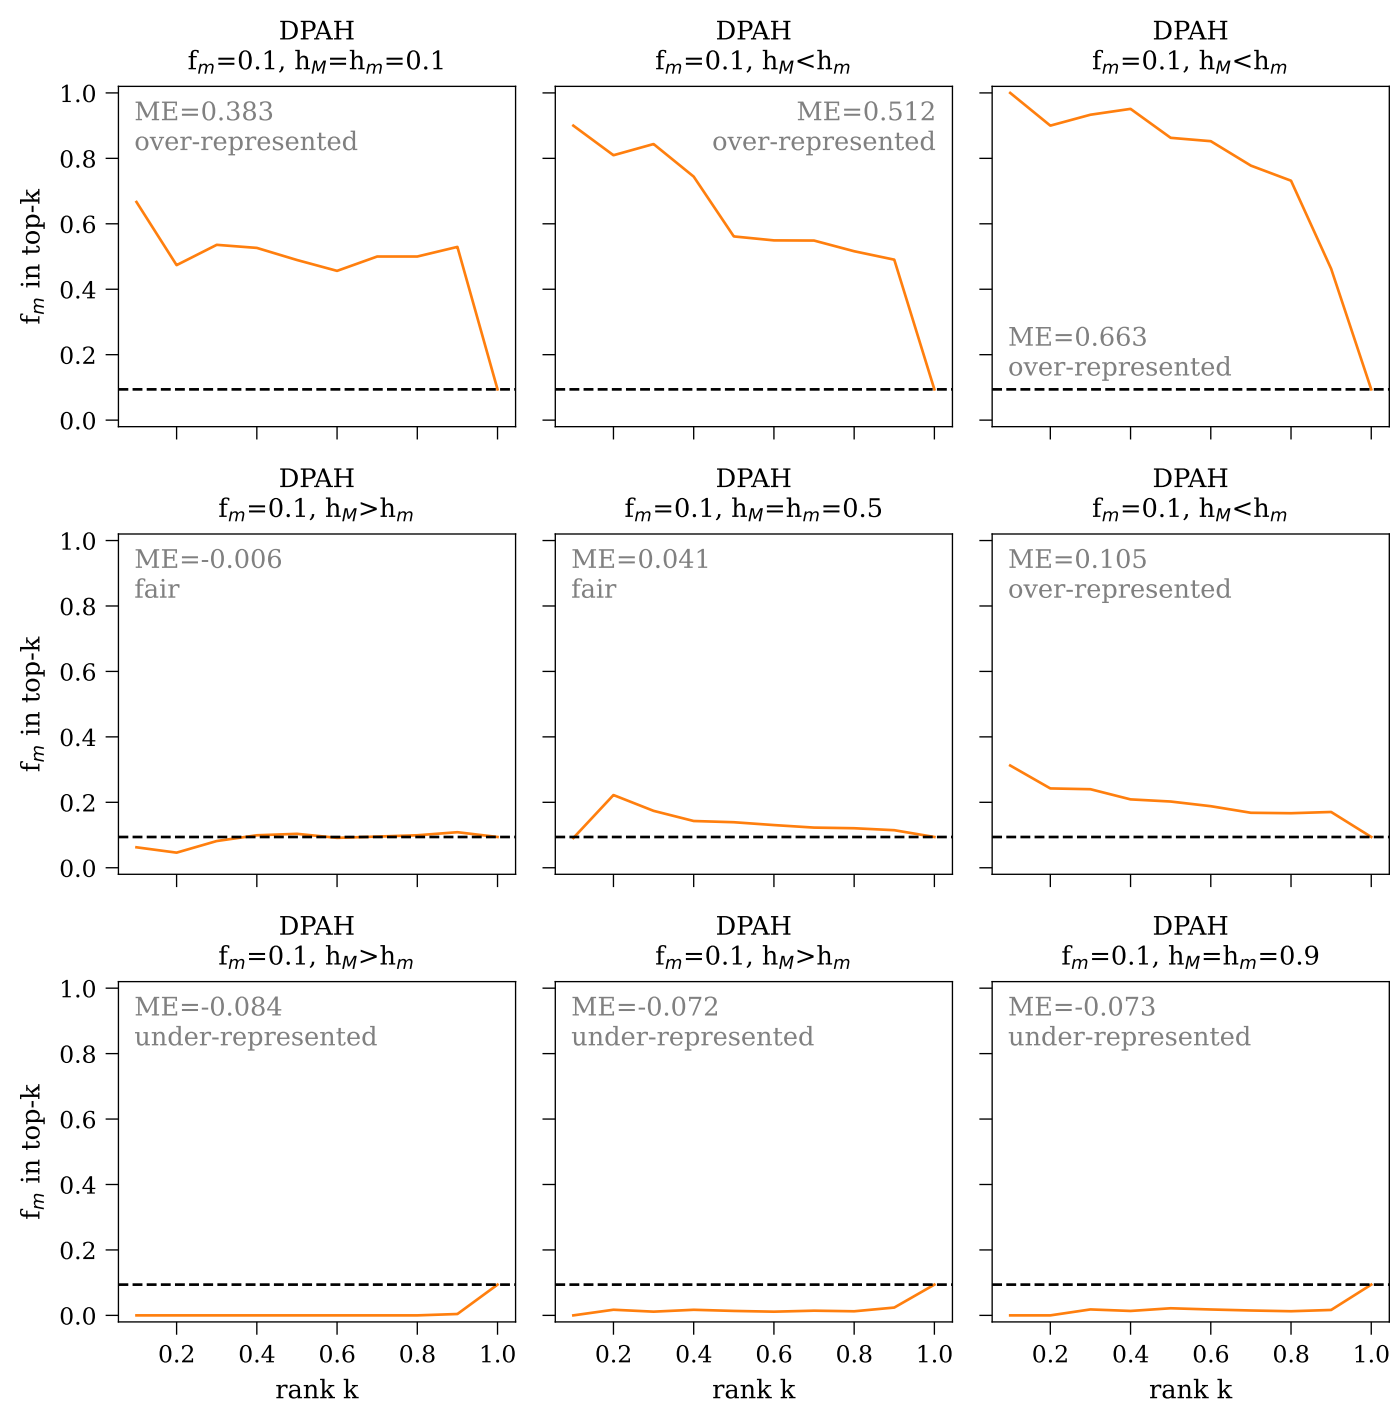 DPAH
fm=0.1, hM=hm=0.1
DPAH
fm=0.1, hM<hm
DPAH
fm=0.1, hM<hm
1.0
0.8
0.6
0.4
0.2
0.0
fm in top-k
ME=0.383
over-represented
ME=0.512
over-represented
ME=0.663
over-represented
DPAH
fm=0.1, hM>hm
DPAH
fm=0.1, hM=hm=0.5
DPAH
fm=0.1, hM<hm
1.0
0.8
0.6
0.4
0.2
0.0
fm in top-k
ME=-0.006
fair
ME=0.041
fair
ME=0.105
over-represented
DPAH
fm=0.1, hM>hm
DPAH
fm=0.1, hM>hm
DPAH
fm=0.1, hM=hm=0.9
1.0
0.8
0.6
0.4
0.2
0.0
fm in top-k
ME=-0.084
under-represented
ME=-0.072
under-represented
ME=-0.073
under-represented
0.2 0.4 0.6 0.8 1.0
0.2 0.4 0.6 0.8 1.0
0.2 0.4 0.6 0.8 1.0
rank k
rank k
rank k